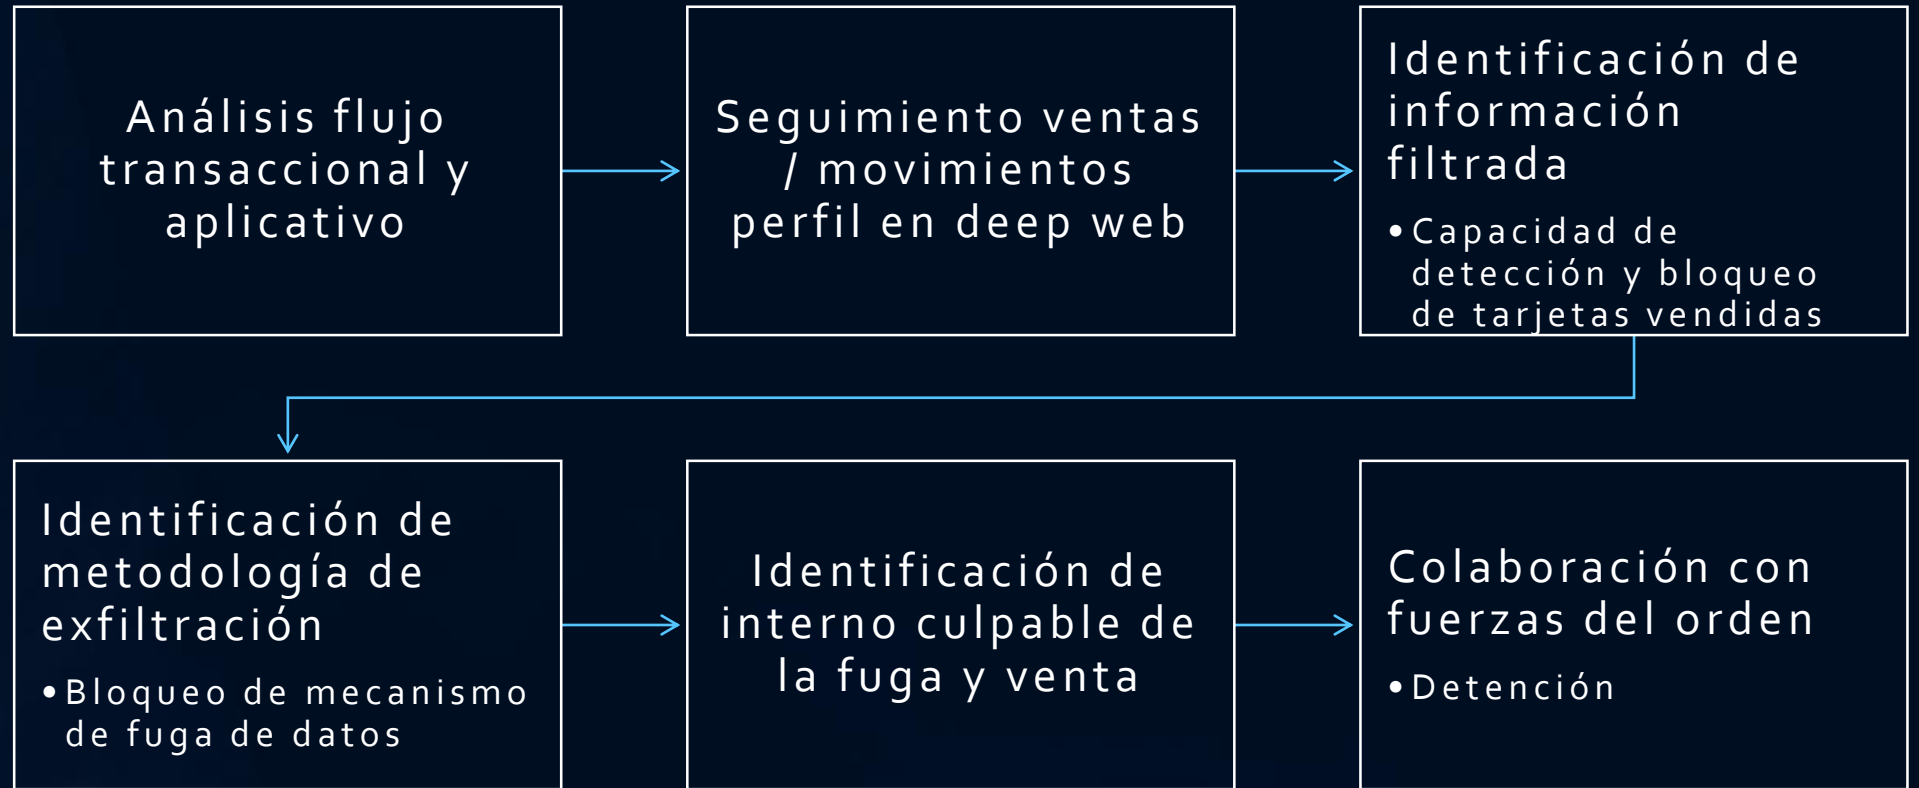 Análisis flujo
transaccional y
aplicativo
Seguimiento ventas
/ movimientos
perfil en deep web
Identificación de
información
filtrada
•Capacidad de
detección y bloqueo
de tarjetas vendidas
Identificación de
metodología de
exfiltración
•Bloqueo de mecanismo
de fuga de datos
Identificación de
interno culpable de
la fuga y venta
Colaboración con
fuerzas del orden
•Detención